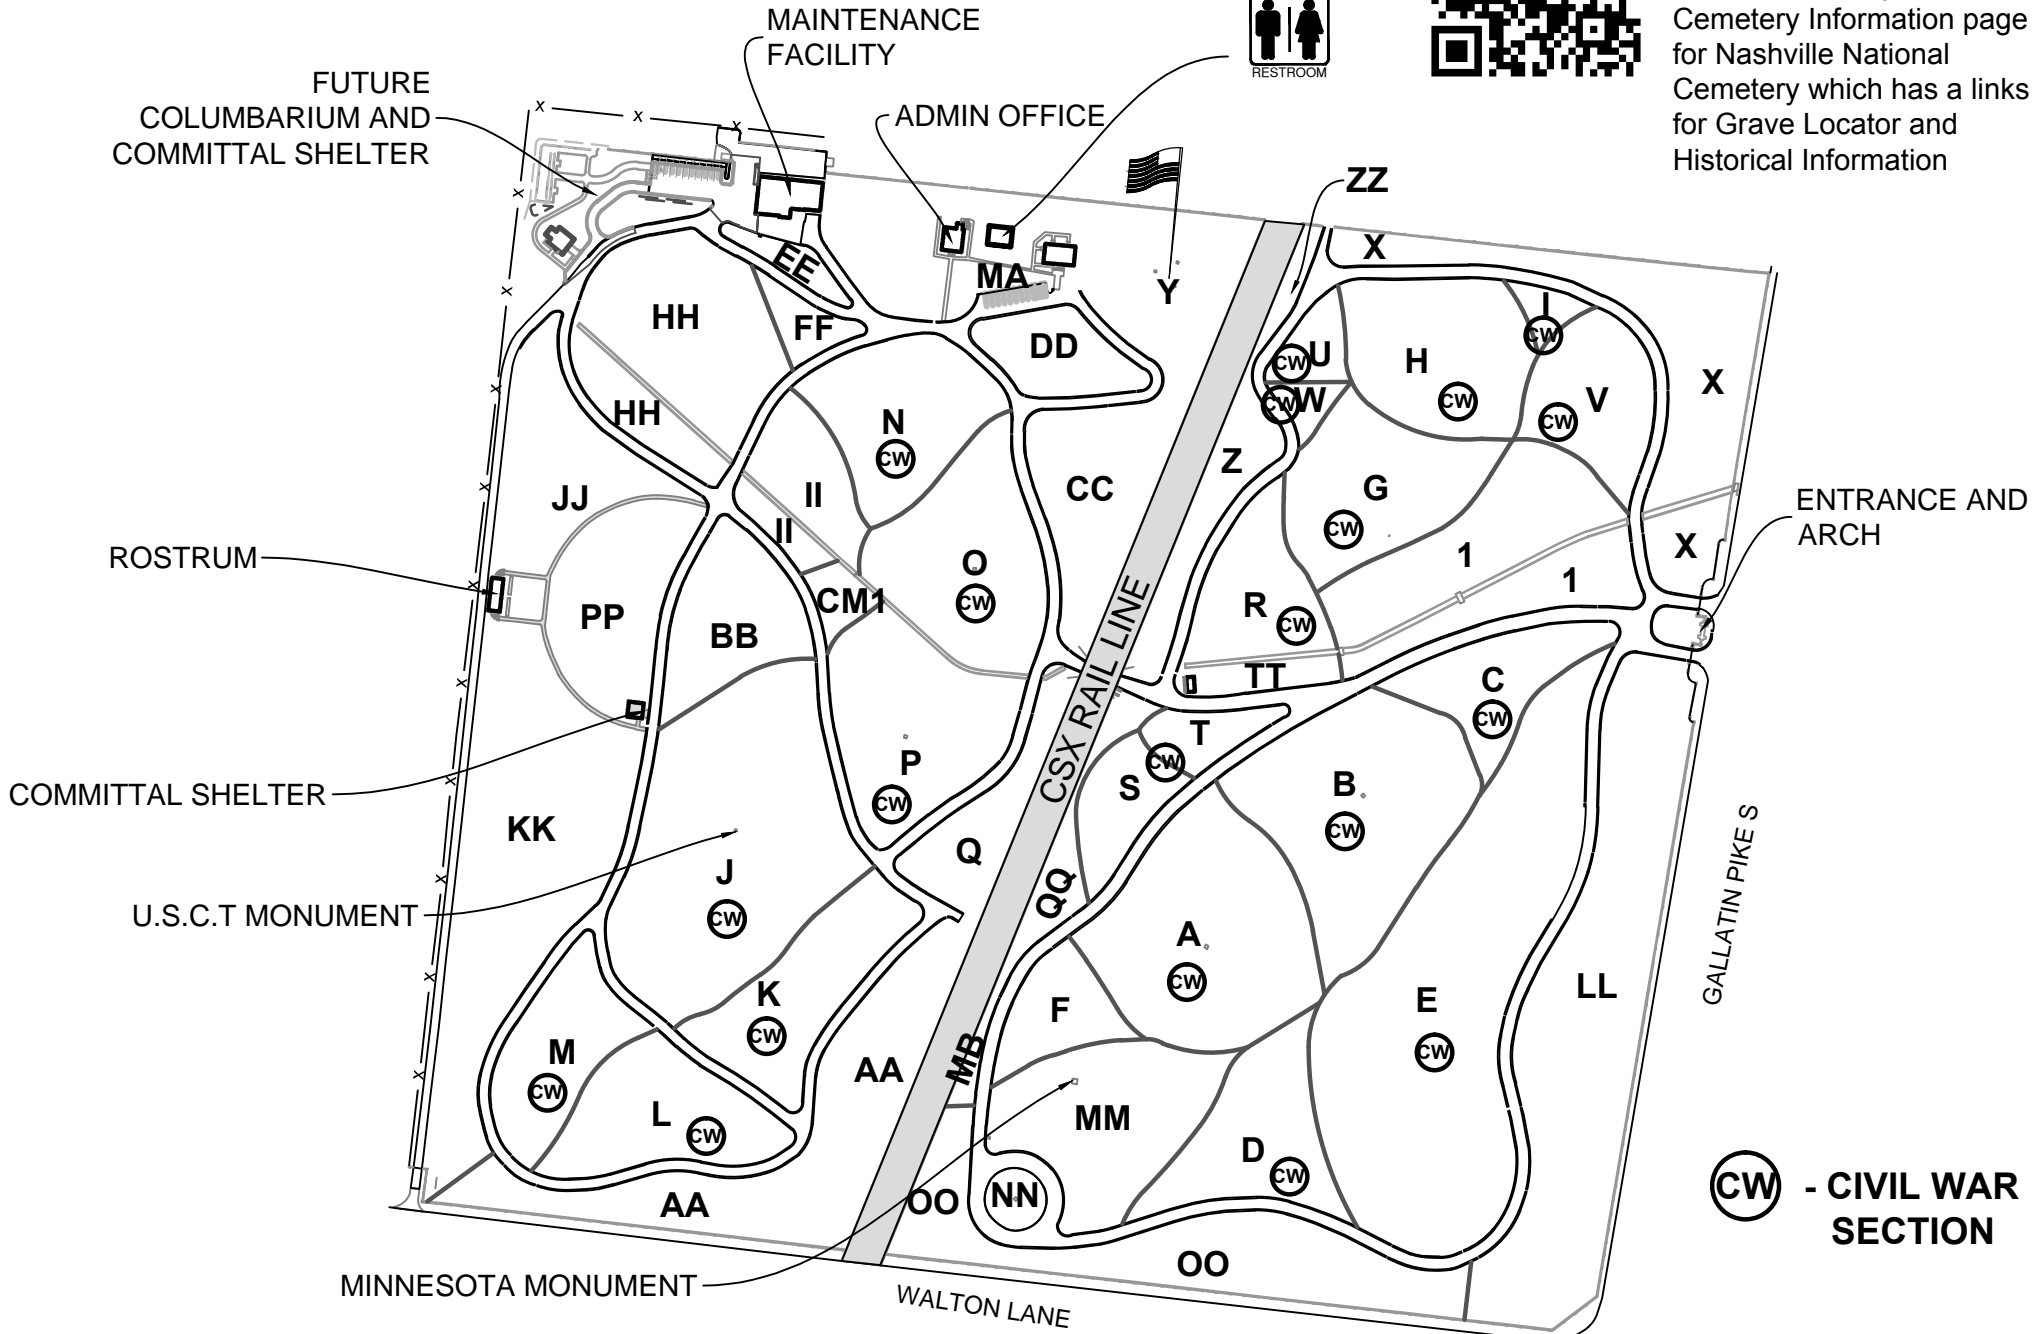 MAINTENANCE
FACILITY
RESTROOM
Cemetery Information page
for Nashville National
Cemetery which has a links
for Grave Locator and
Historical Information
FUTURE
COLUMBARIUM AND
COMMITTAL SHELTER
ADMIN OFFICE
ZZ
X
EE
MA
Y
HH
FF
DD
I
CW
U
CW
H
CW
W
CW
V
CW
X
HH
N
CW
Z
CC
G
CW
JJ
II
II
ENTRANCE AND
ARCH
X
1
1
ROSTRUM
O
CW
CM1
PP
BB
R
CW
CSX RAIL LINE
TT
C
CW
T
CW
S
P
CW
B
CW
COMMITTAL SHELTER
KK
Q
J
CW
QQ
U.S.C.T MONUMENT
A
CW
GALLATIN PIKE S
LL
K
CW
F
E
CW
M
CW
AA
MB
L
CW
MM
D
CW
AA
OO
NN
OO
CW - CIVIL WAR
SECTION
MINNESOTA MONUMENT
WALTON LANE
x
x
x
x
x
x
x
x
x
x
x
x
x
x